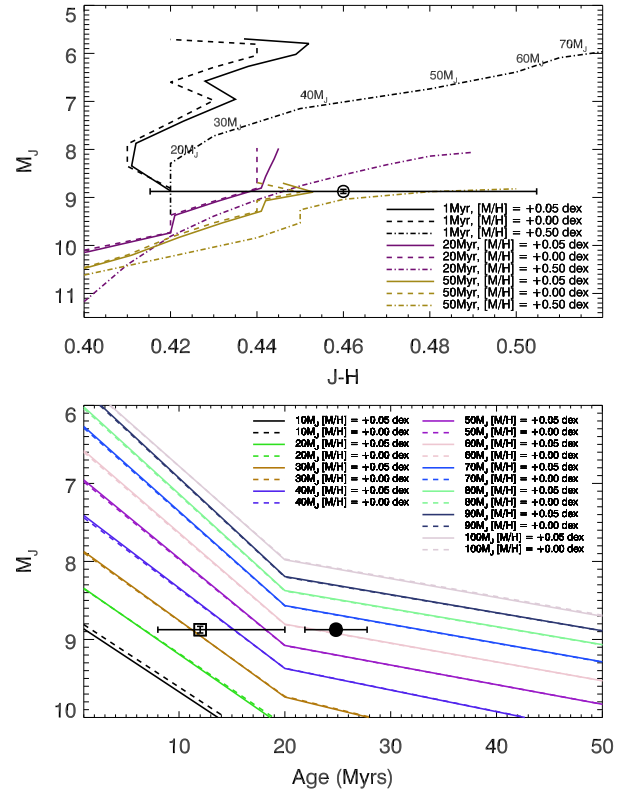 5
6
7
8
9
10
11
M_J
70M_J
60M_J
50M_J
40M_J
30M_J
20M_J
1Myr, [M/H] = +0.05 dex
1Myr, [M/H] = +0.00 dex
1Myr, [M/H] = +0.50 dex
20Myr, [M/H] = +0.05 dex
20Myr, [M/H] = +0.00 dex
20Myr, [M/H] = +0.50 dex
50Myr, [M/H] = +0.05 dex
50Myr, [M/H] = +0.00 dex
50Myr, [M/H] = +0.50 dex
0.40 0.42 0.44 0.46 0.48 0.50
J-H
6
7
8
9
10
M_J
10M_J [M/H] = +0.05 dex
10M_J [M/H] = +0.00 dex
20M_J [M/H] = +0.05 dex
20M_J [M/H] = +0.00 dex
30M_J [M/H] = +0.05 dex
30M_J [M/H] = +0.00 dex
40M_J [M/H] = +0.05 dex
40M_J [M/H] = +0.00 dex
50M_J [M/H] = +0.05 dex
50M_J [M/H] = +0.00 dex
60M_J [M/H] = +0.05 dex
60M_J [M/H] = +0.00 dex
70M_J [M/H] = +0.05 dex
70M_J [M/H] = +0.00 dex
80M_J [M/H] = +0.05 dex
80M_J [M/H] = +0.00 dex
90M_J [M/H] = +0.05 dex
90M_J [M/H] = +0.00 dex
100M_J [M/H] = +0.05 dex
100M_J [M/H] = +0.00 dex
10 20 30 40 50
Age (Myrs)